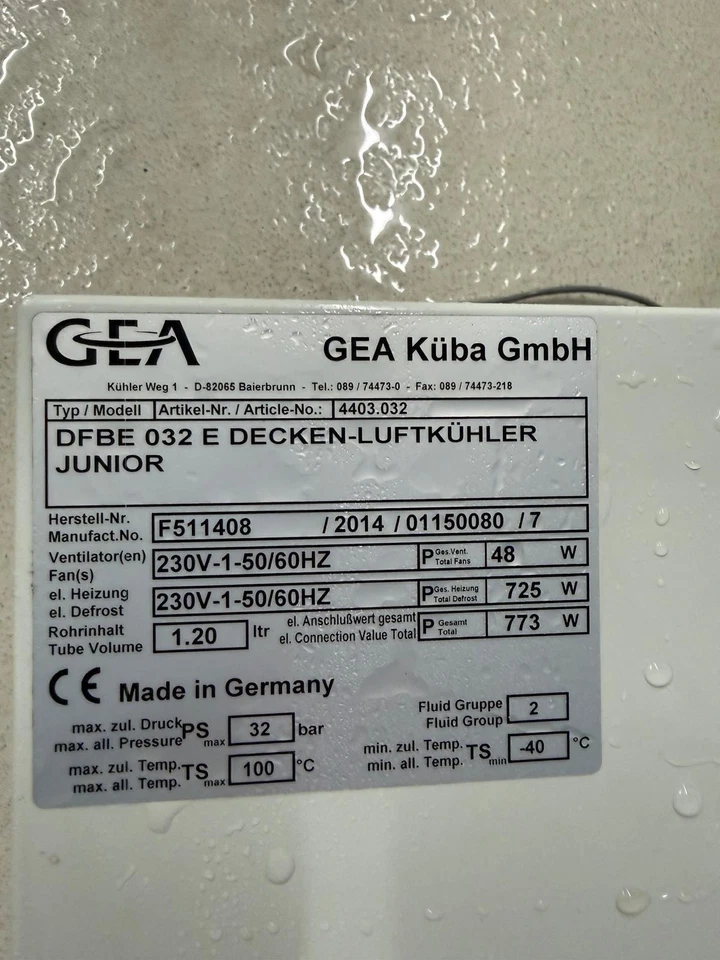 GEA GEA Küba GmbH
Kühler Weg 1 - D-82065 Baierbrunn - Tel.: 089 / 74473-0 - Fax: 089 / 74473-218
Typ / Modell Artikel-Nr. / Article-No.: 4403.032
DFBE 032 E DECKEN-LUFTKÜHLER
JUNIOR
Herstell-Nr.
Manufact.No. F511408 / 2014 / 01150080 / 7
Ventilator(en)
Fan(s) 230V-1-50/60HZ P Ges.Vent. Total Fans 48 W
el. Heizung
el. Defrost 230V-1-50/60HZ P Ges. Heizung Total Defrost 725 W
Rohrinhalt
Tube Volume 1.20 ltr el. Anschlußwert gesamt
el. Connection Value Total P Gesamt Total 773 W
CE Made in Germany
max. zul. Druck
max. all. Pressure PS max 32 bar
Fluid Gruppe
Fluid Group 2
max. zul. Temp.
max. all. Temp. TS max 100 °C
min. zul. Temp.
min. all. Temp. TS min -40 °C